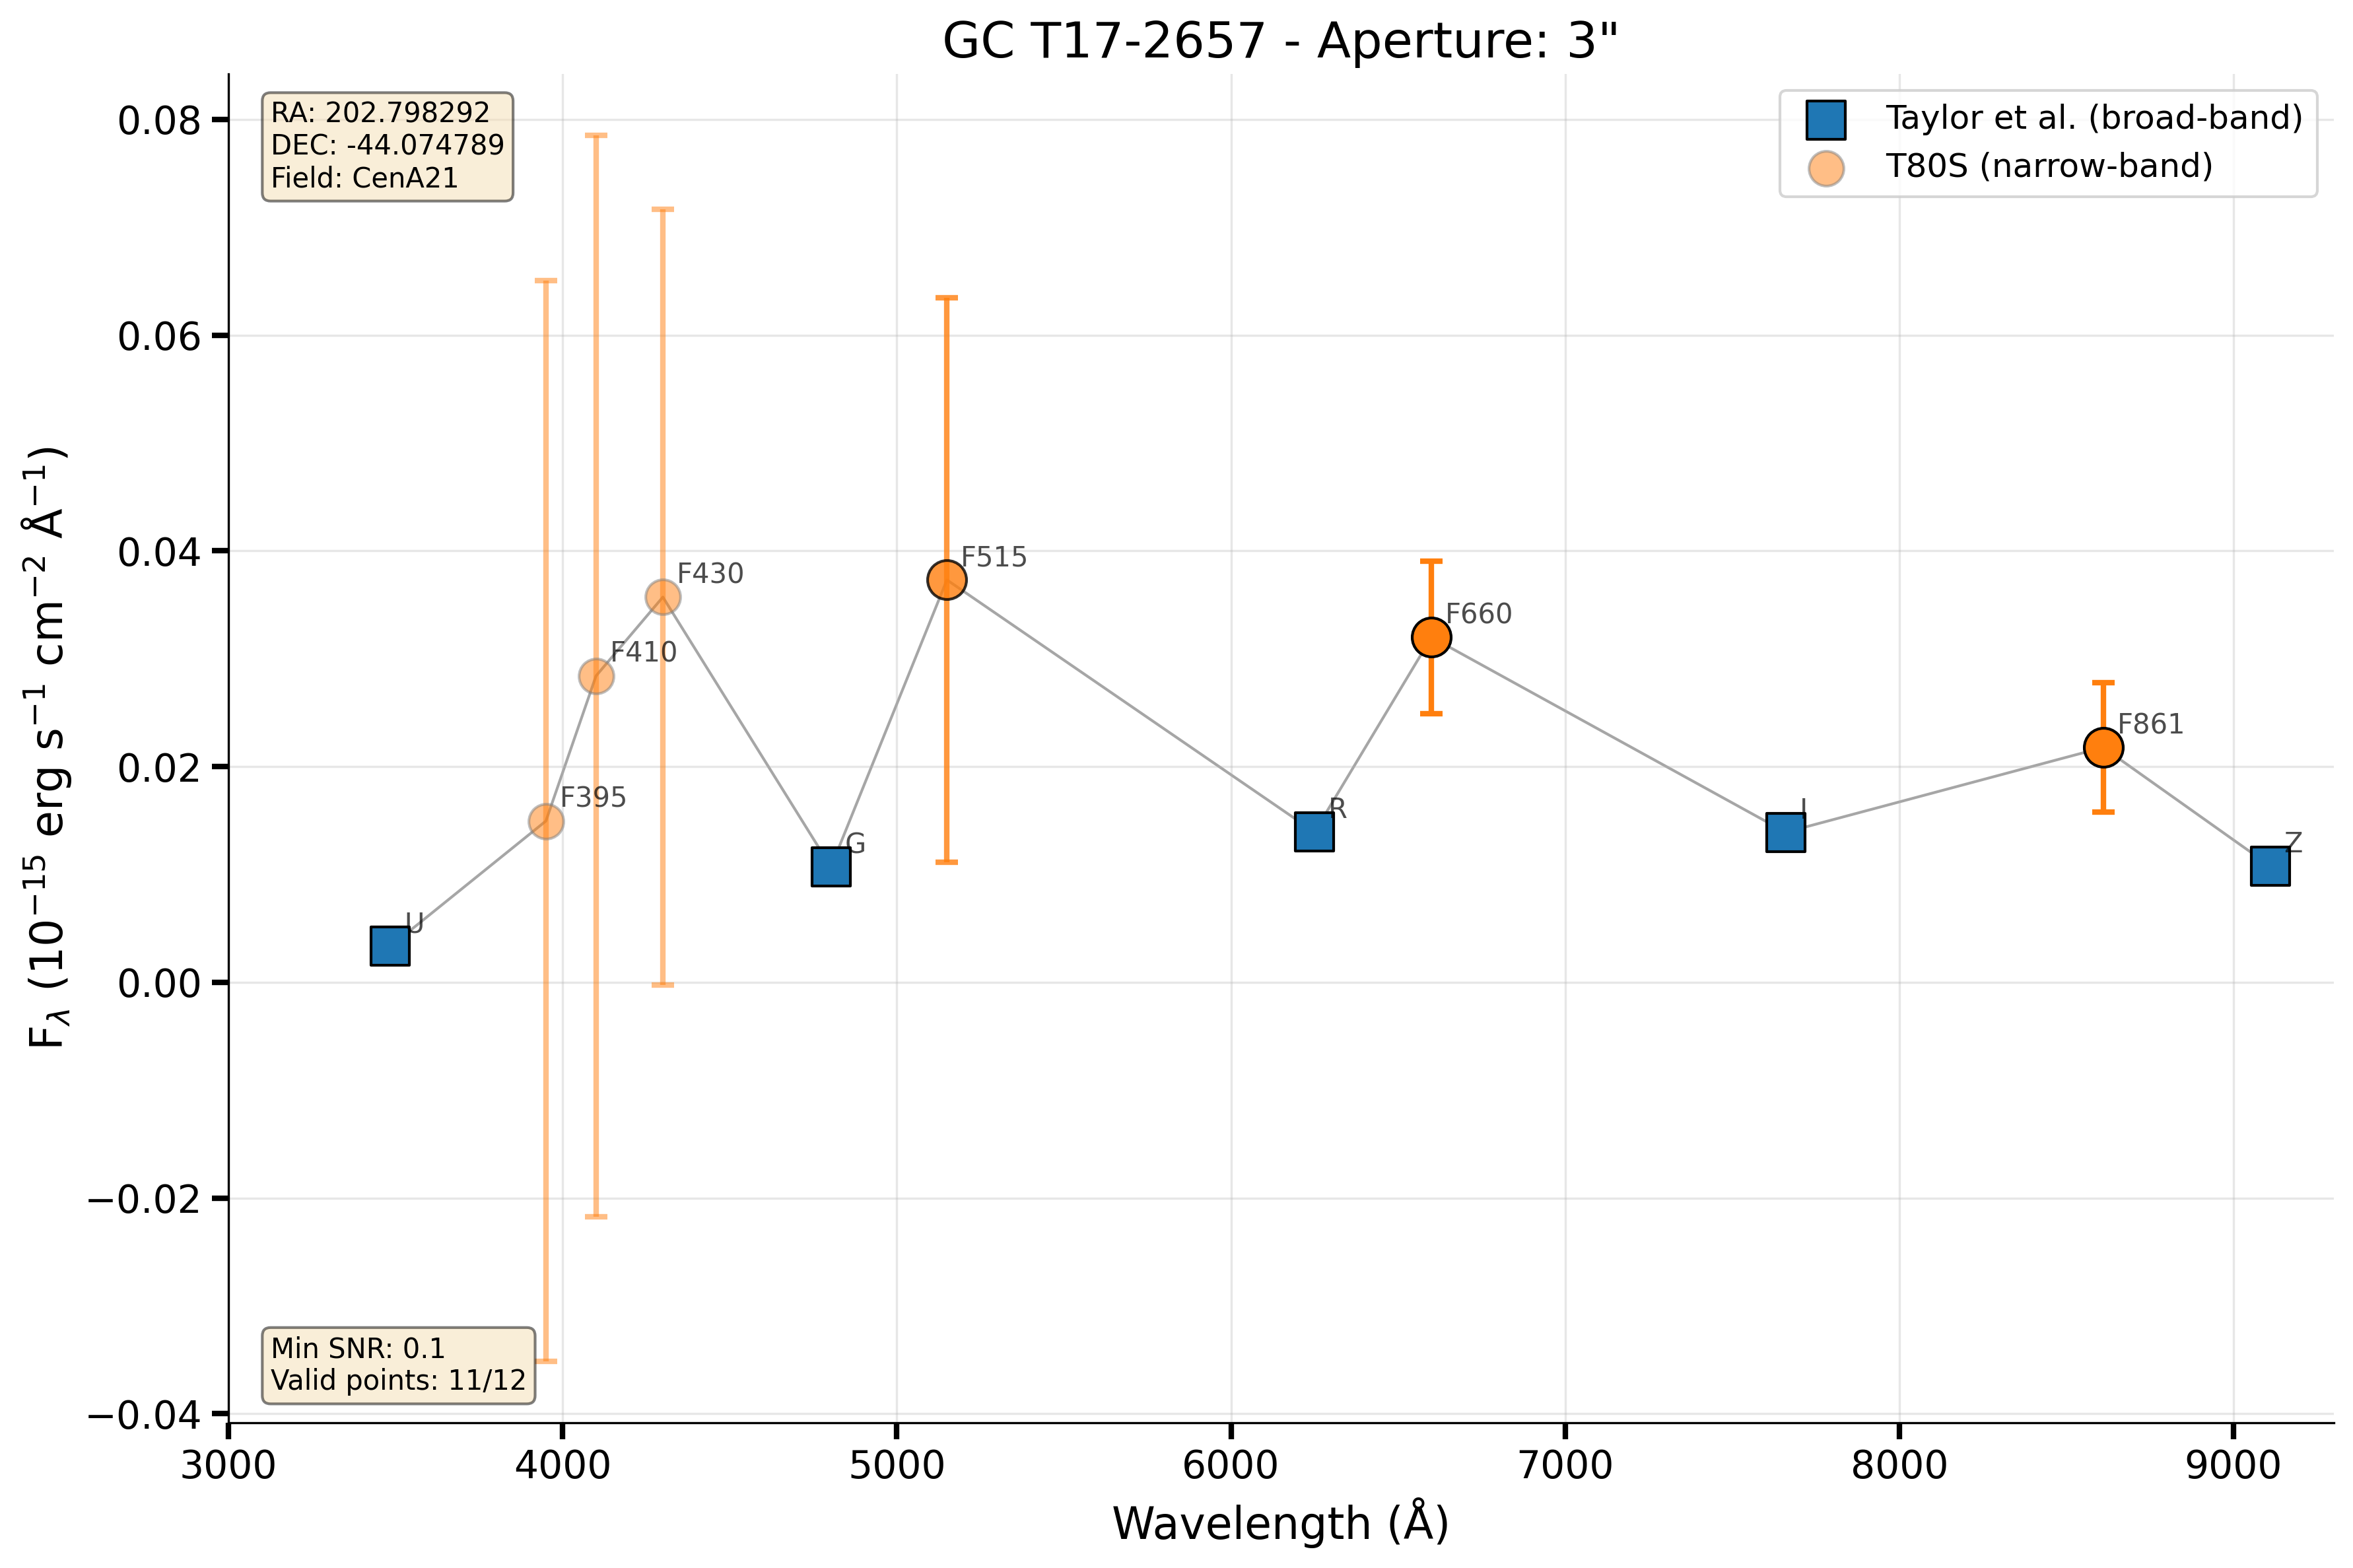 GC T17-2657 - Aperture: 3"
RA: 202.798292
DEC: -44.074789
Field: CenA21
Taylor et al. (broad-band)
T80S (narrow-band)
F$_λ$ (10⁻¹⁵ erg s⁻¹ cm⁻² Å⁻¹)
0.08
0.06
0.04
0.02
0.00
−0.02
−0.04
U
F395
F410
F430
G
F515
R
F660
I
F861
Z
Min SNR: 0.1
Valid points: 11/12
3000
4000
5000
6000
7000
8000
9000
Wavelength (Å)